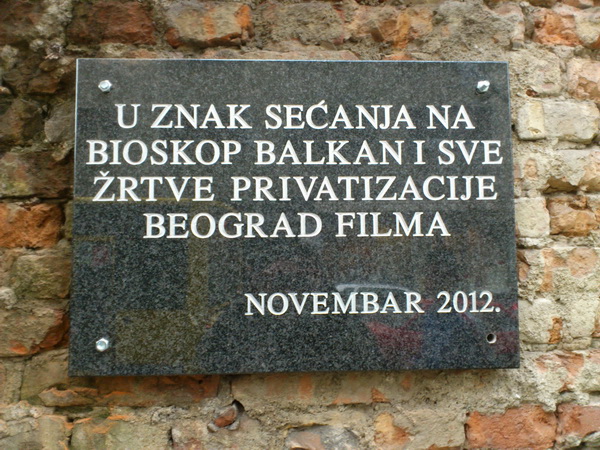 U ZNAK SEĆANJA NA
BIOSKOP BALKAN I SVE
ŽRTVE PRIVATIZACIJE
BEOGRAD FILMA
NOVEMBAR 2012.